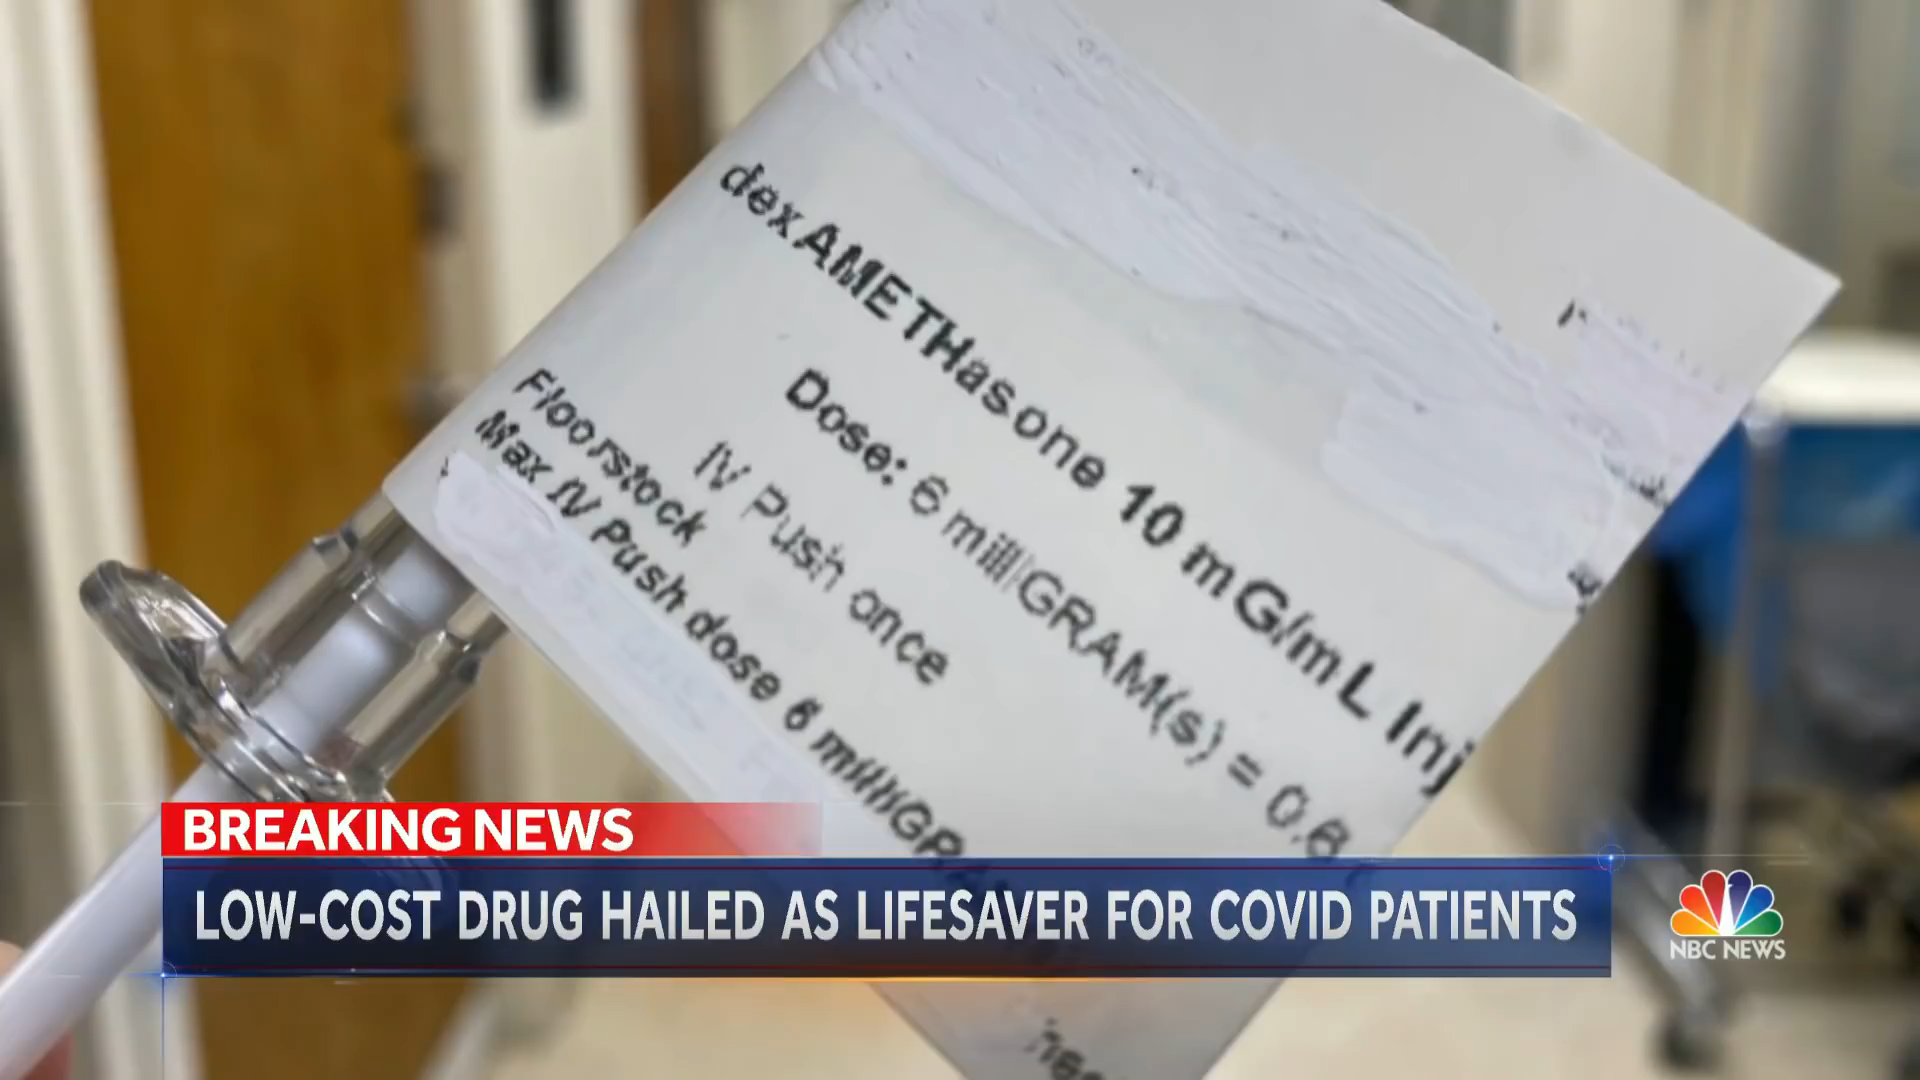 dexAMETHasone 10 mG/mL Inj
Dose: 6 milliGRAM(s) = 0.6
IV Push once
Floorstock
Max IV Push dose 6 milliGRA
BREAKING NEWS
LOW-COST DRUG HAILED AS LIFESAVER FOR COVID PATIENTS
NBC NEWS